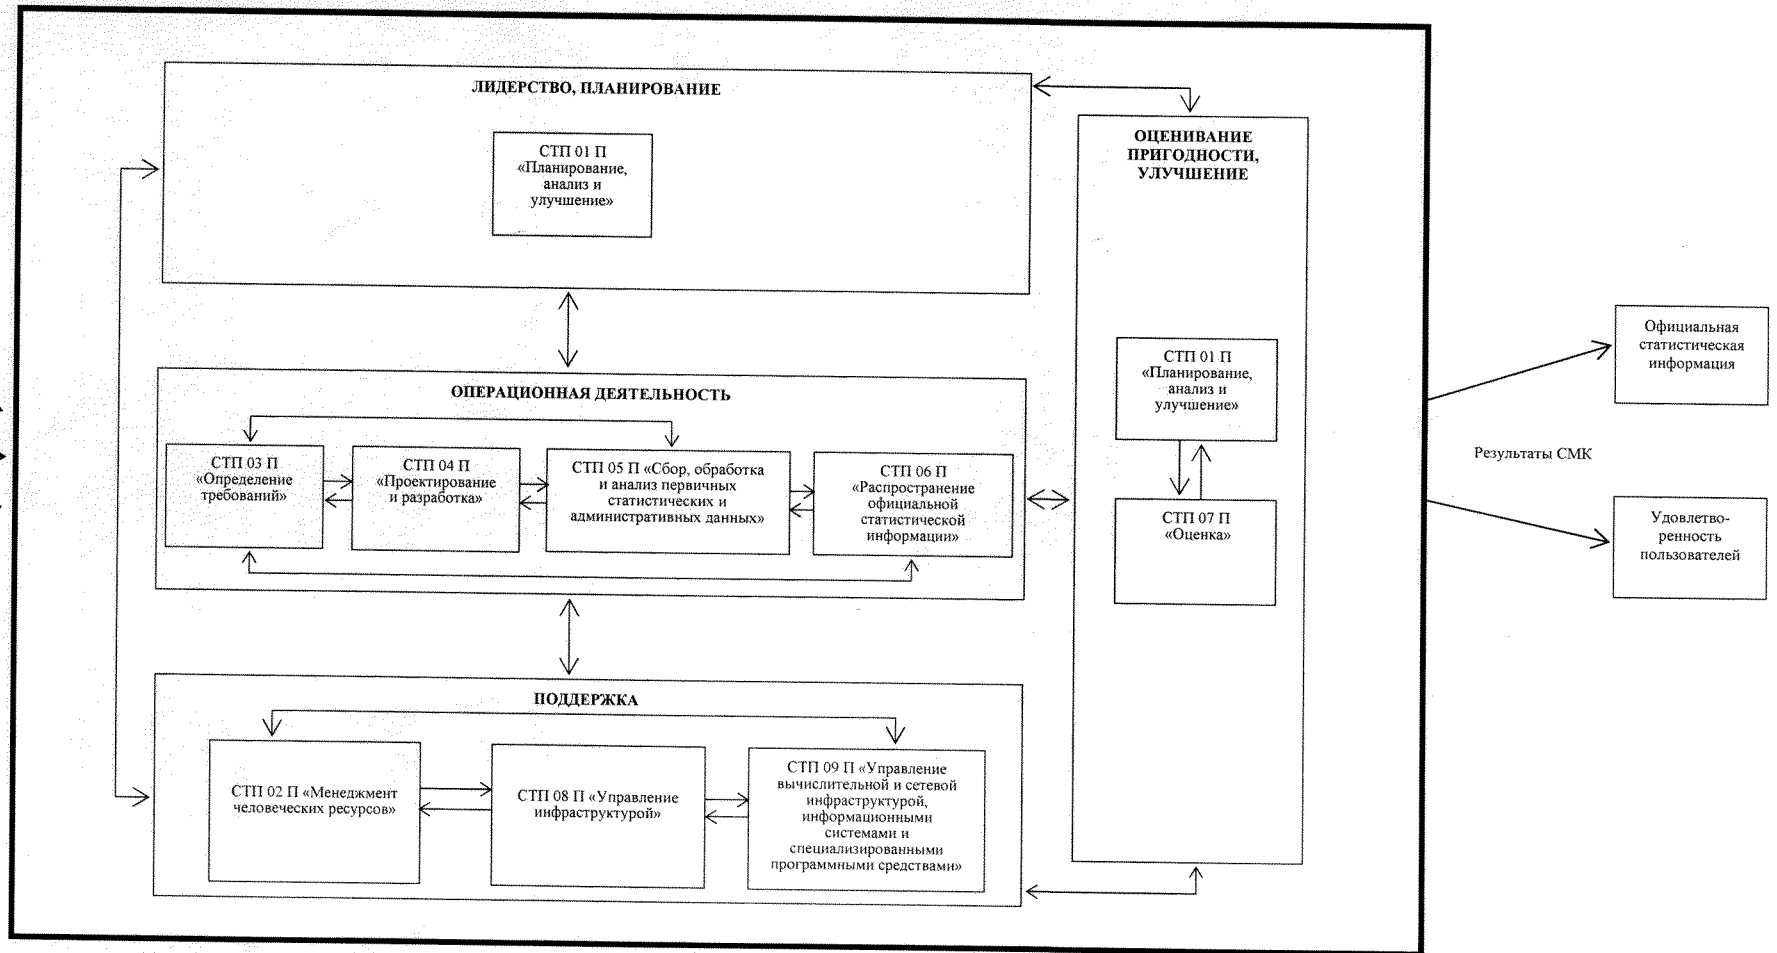 ЛИДЕРСТВО, ПЛАНИРОВАНИЕ
СТП 01 П
«Планирование,
анализ и
улучшение»
ОЦЕНИВАНИЕ
ПРИГОДНОСТИ,
УЛУЧШЕНИЕ
СТП 01 П
«Планирование,
анализ и
улучшение»
СТП 07 П
«Оценка»
ОПЕРАЦИОННАЯ ДЕЯТЕЛЬНОСТЬ
СТП 03 П
«Определение
требований»
СТП 04 П
«Проектирование
и разработка»
СТП 05 П «Сбор, обработка
и анализ первичных
статистических и
административных данных»
СТП 06 П
«Распространение
официальной
статистической
информации»
ПОДДЕРЖКА
СТП 02 П «Менеджмент
человеческих ресурсов»
СТП 08 П «Управление
инфраструктурой»
СТП 09 П «Управление
вычислительной и сетевой
инфраструктурой,
информационными
системами и
специализированными
программными средствами»
Официальная
статистическая
информация
Результаты СМК
Удовлетво-
ренность
пользователей